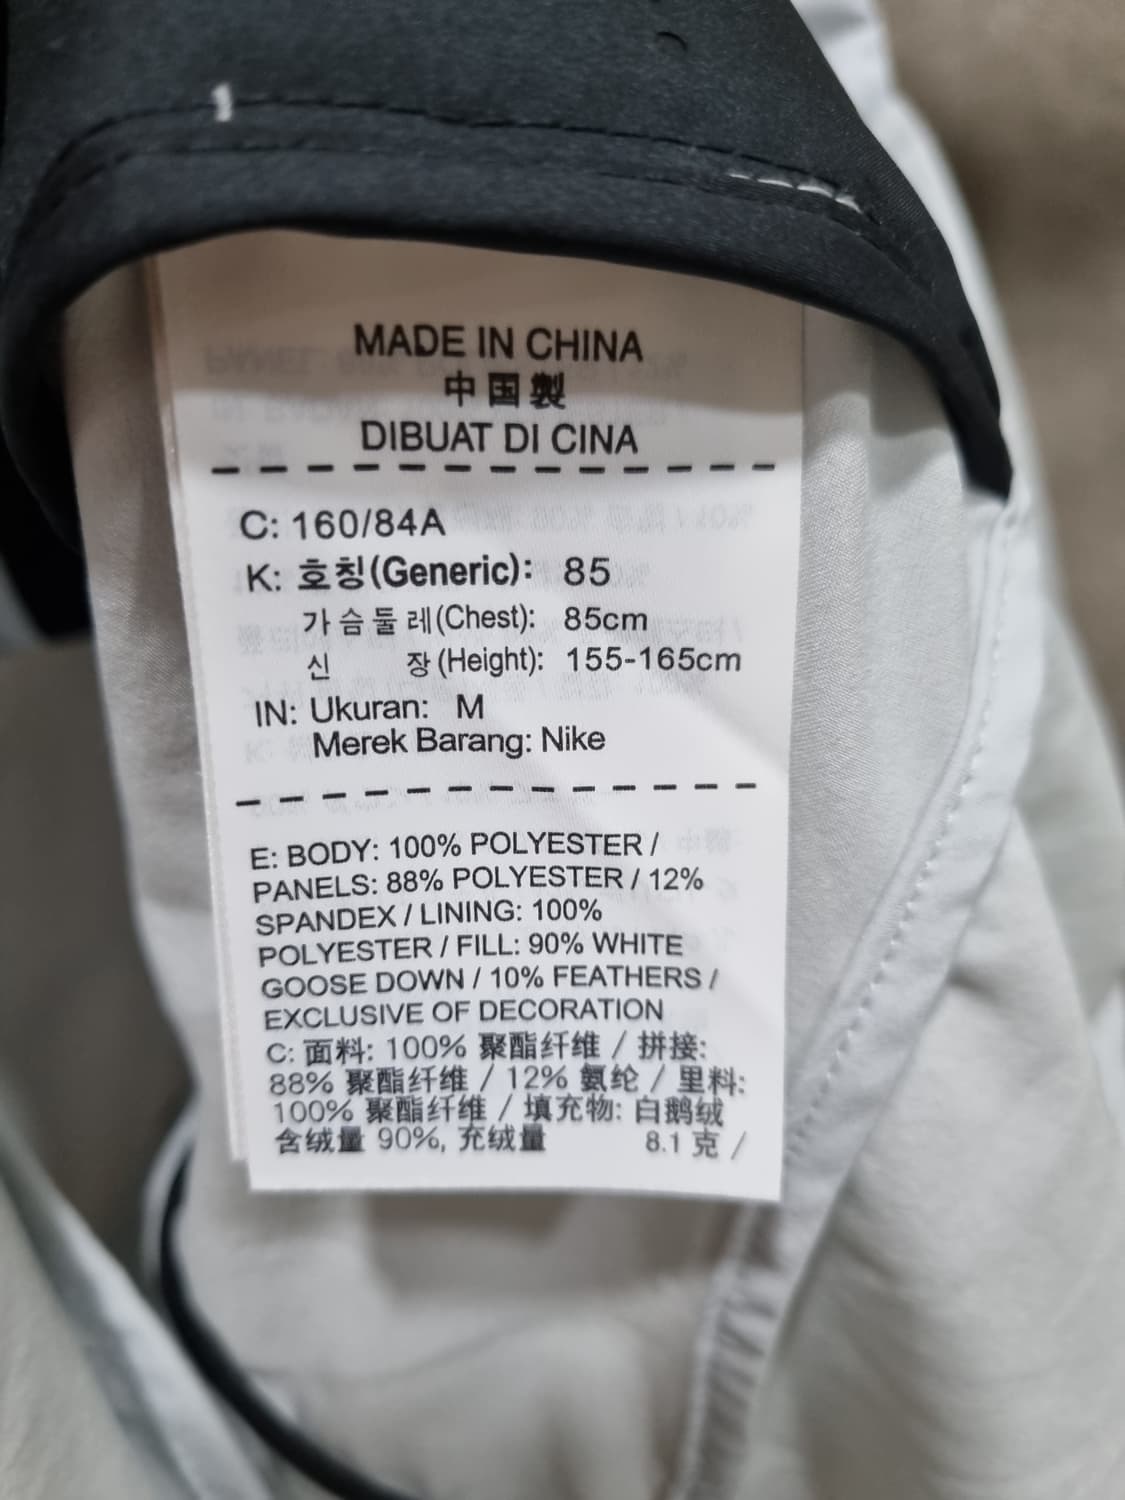 MADE IN CHINA
中国製
DIBUAT DI CINA
C: 160/84A
K: 호칭(Generic): 85
가슴둘레(Chest): 85cm
신 장(Height): 155-165cm
IN: Ukuran: M
Merek Barang: Nike
E: BODY: 100% POLYESTER /
PANELS: 88% POLYESTER / 12%
SPANDEX / LINING: 100%
POLYESTER / FILL: 90% WHITE
GOOSE DOWN / 10% FEATHERS /
EXCLUSIVE OF DECORATION
C: 面料: 100% 聚酯纤维 / 拼接:
88% 聚酯纤维 / 12% 氨纶 / 里料:
100% 聚酯纤维 / 填充物: 白鹅绒
含绒量 90%, 充绒量 8.1 克 /